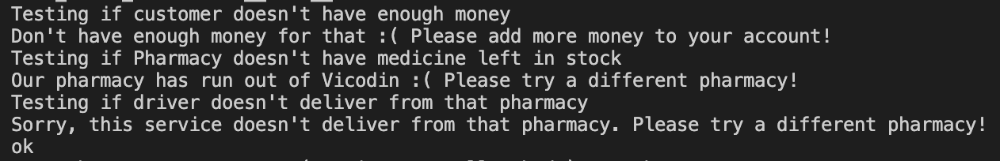 Testing if customer doesn't have enough money
Don't have enough money for that :( Please add more money to your account!
Testing if Pharmacy doesn't have medicine left in stock
Our pharmacy has run out of Vicodin :( Please try a different pharmacy!
Testing if driver doesn't deliver from that pharmacy
Sorry, this service doesn't deliver from that pharmacy. Please try a different pharmacy!
ok